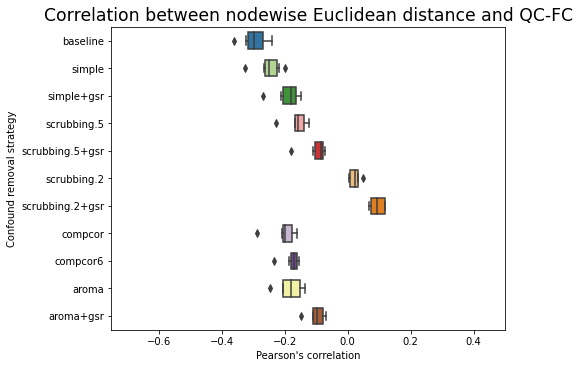 Correlation between nodewise Euclidean distance and QC-FC
Confound removal strategy
baseline
simple
simple+gsr
scrubbing.5
scrubbing.5+gsr
scrubbing.2
scrubbing.2+gsr
compcor
compcor6
aroma
aroma+gsr
−0.6 −0.4 −0.2 0.0 0.2 0.4
Pearson's correlation